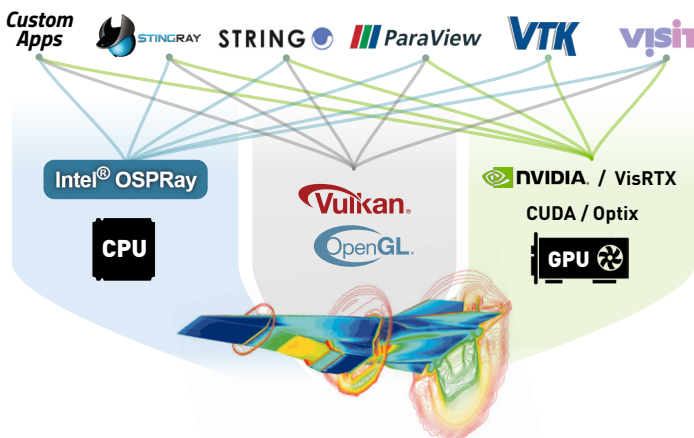 Custom
Apps
STINGRAY
STRING
ParaView
VTK
VisIt
Intel® OSPRay
NVIDIA. / VisRTX
Vulkan®
CUDA / Optix
OpenGL®
CPU
GPU